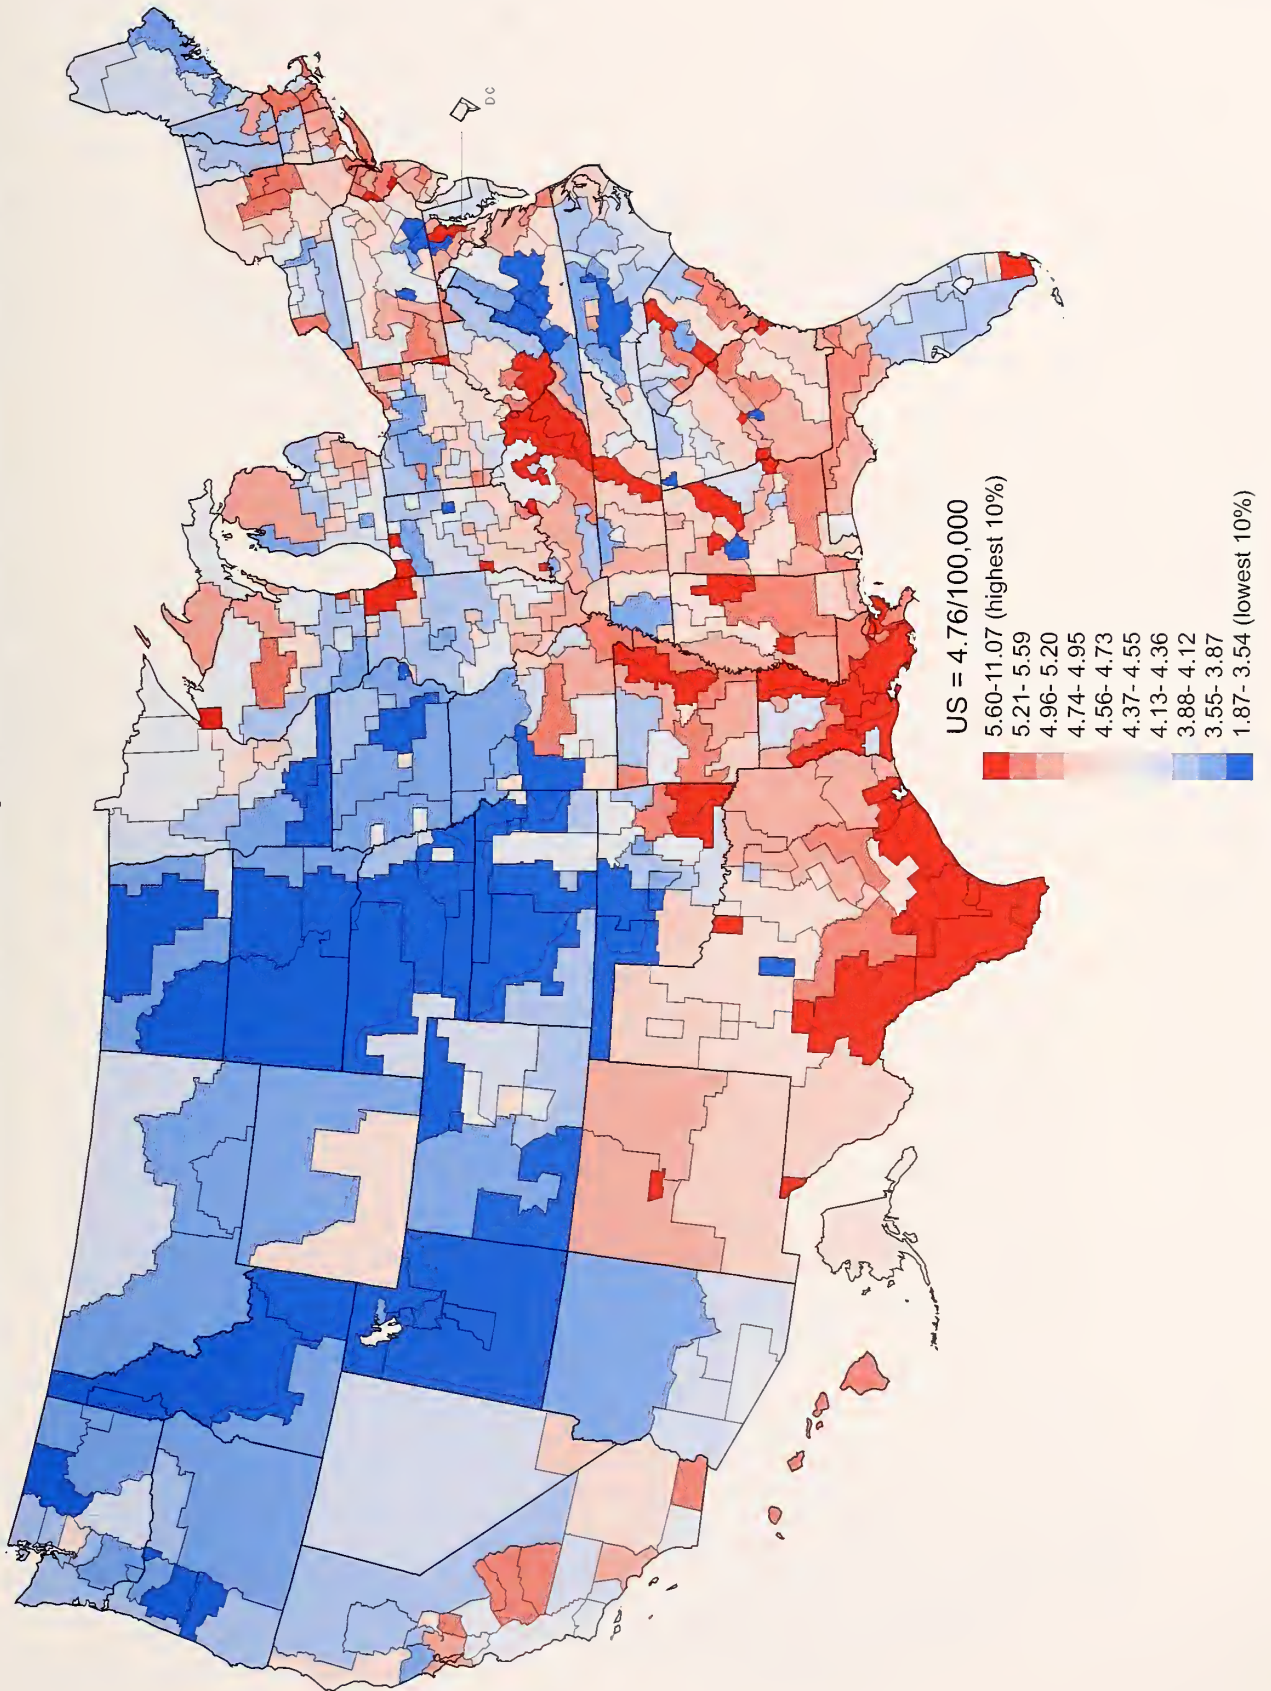 DC
US = 4.76/100,000
5.60-11.07 (highest 10%)
5.21- 5.59
4.96- 5.20
4.74- 4.95
4.56- 4.73
4.37- 4.55
4.13- 4.36
3.88- 4.12
3.55- 3.87
1.87- 3.54 (lowest 10%)